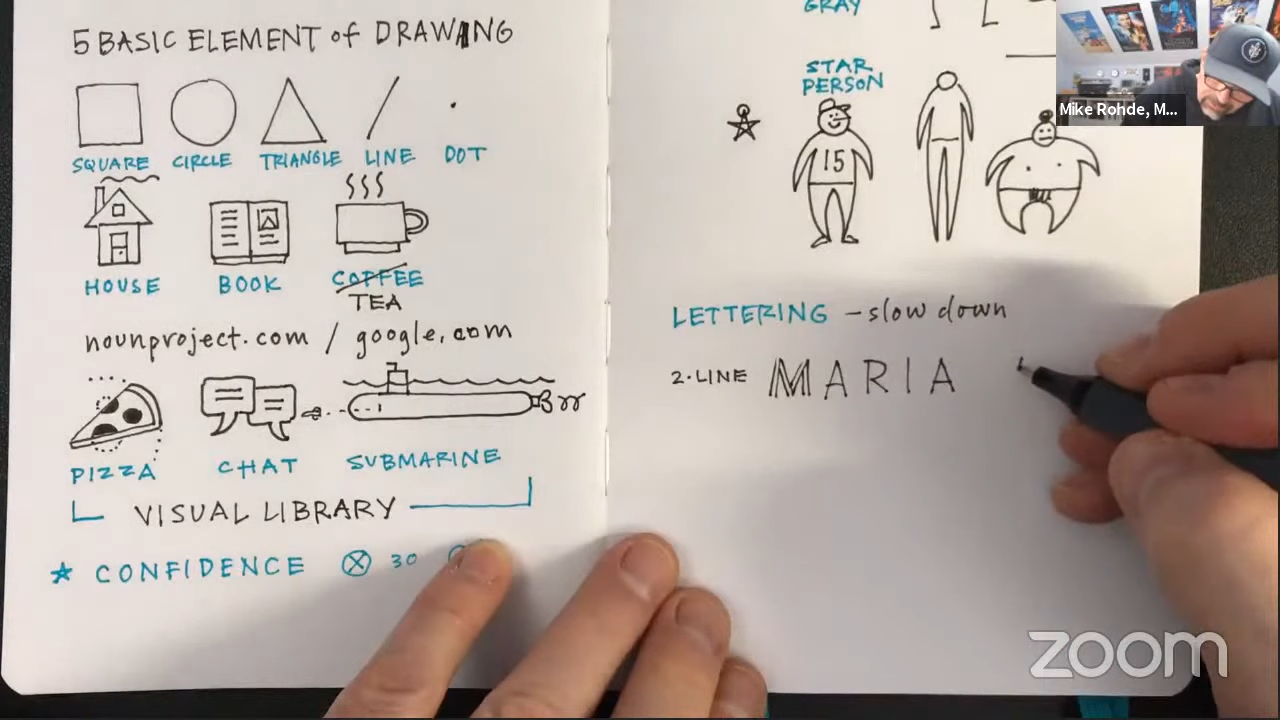 5 BASIC ELEMENT of DRAWING
SQUARE CIRCLE TRIANGLE LINE DOT
HOUSE BOOK COFFEE
TEA
nounproject.com / google.com
PIZZA CHAT SUBMARINE
VISUAL LIBRARY
CONFIDENCE 30
GRAY
STAR
PERSON
15
LETTERING – slow down
2·LINE MARIA
Mike Rohde, M...
zoom